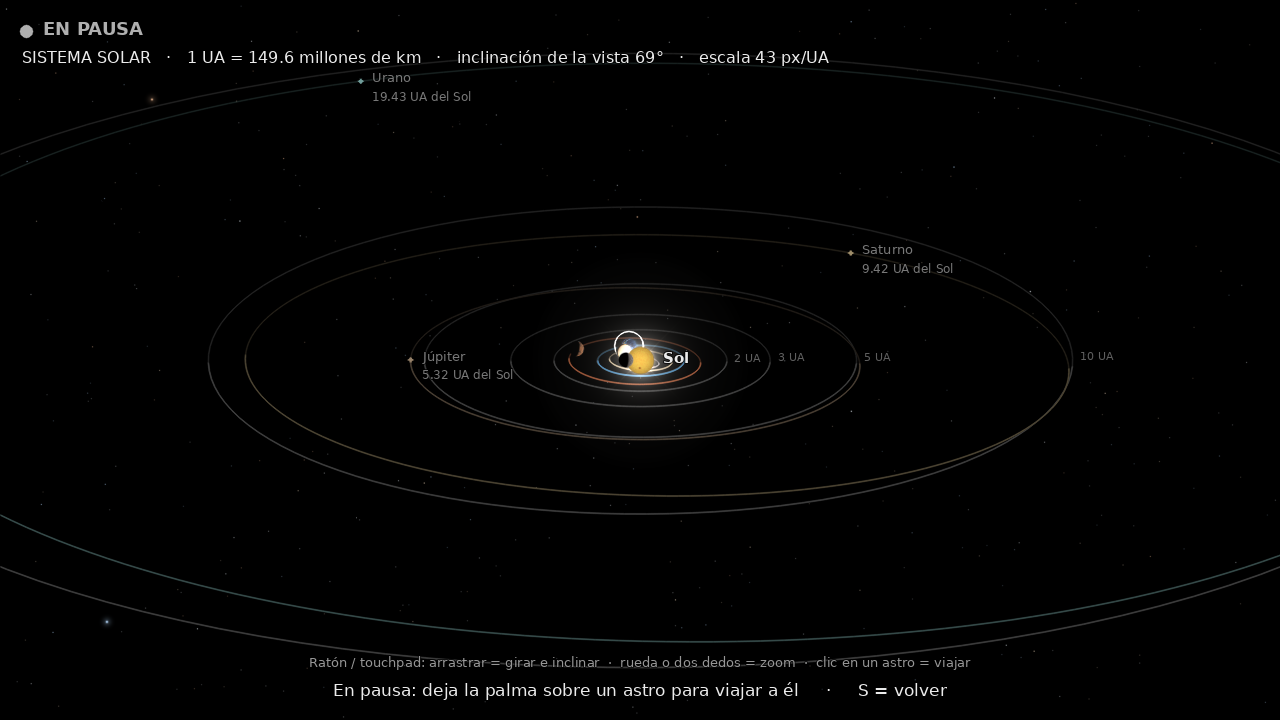 EN PAUSA
SISTEMA SOLAR · 1 UA = 149.6 millones de km · inclinación de la vista 69° · escala 43 px/UA
Urano
19.43 UA del Sol
Saturno
9.42 UA del Sol
Júpiter
5.32 UA del Sol
Sol
2 UA
3 UA
5 UA
10 UA
Ratón / touchpad: arrastrar = girar e inclinar · rueda o dos dedos = zoom · clic en un astro = viajar
En pausa: deja la palma sobre un astro para viajar a él · S = volver